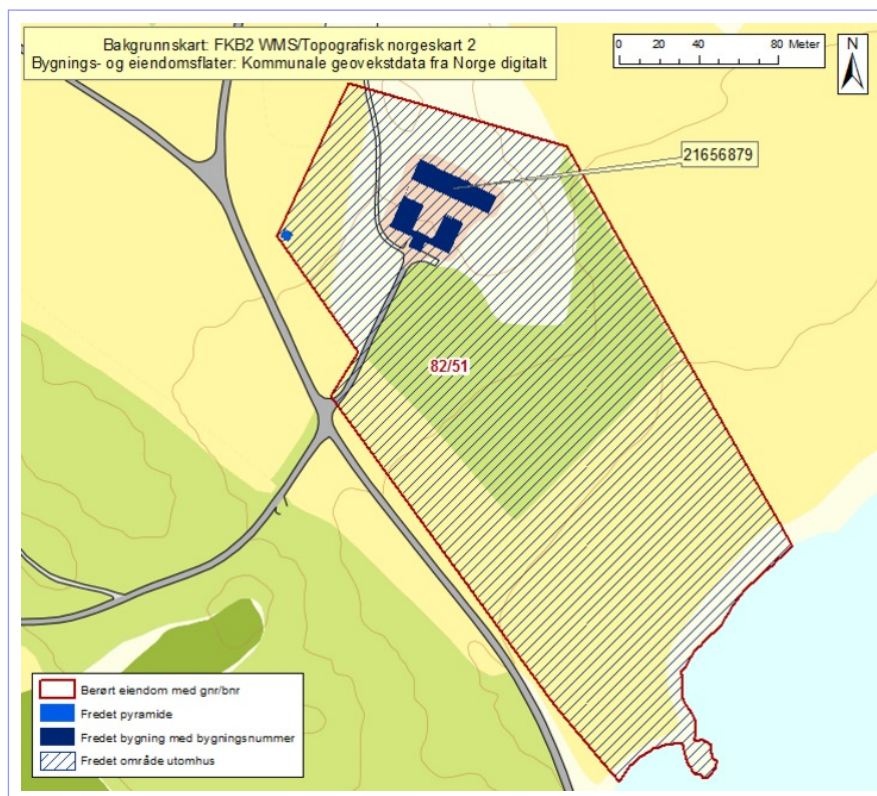 Bakgrunnskart: FKB2 WMS/Topografisk norgeskart 2
Bygnings- og eiendomsflater: Kommunale geovekstdata fra Norge digitalt
0 20 40 80 Meter
N
21656879
82/51
Berørt eiendom med gnr/bnr
Fredet pyramide
Fredet bygning med bygningsnummer
Fredet område utomhus